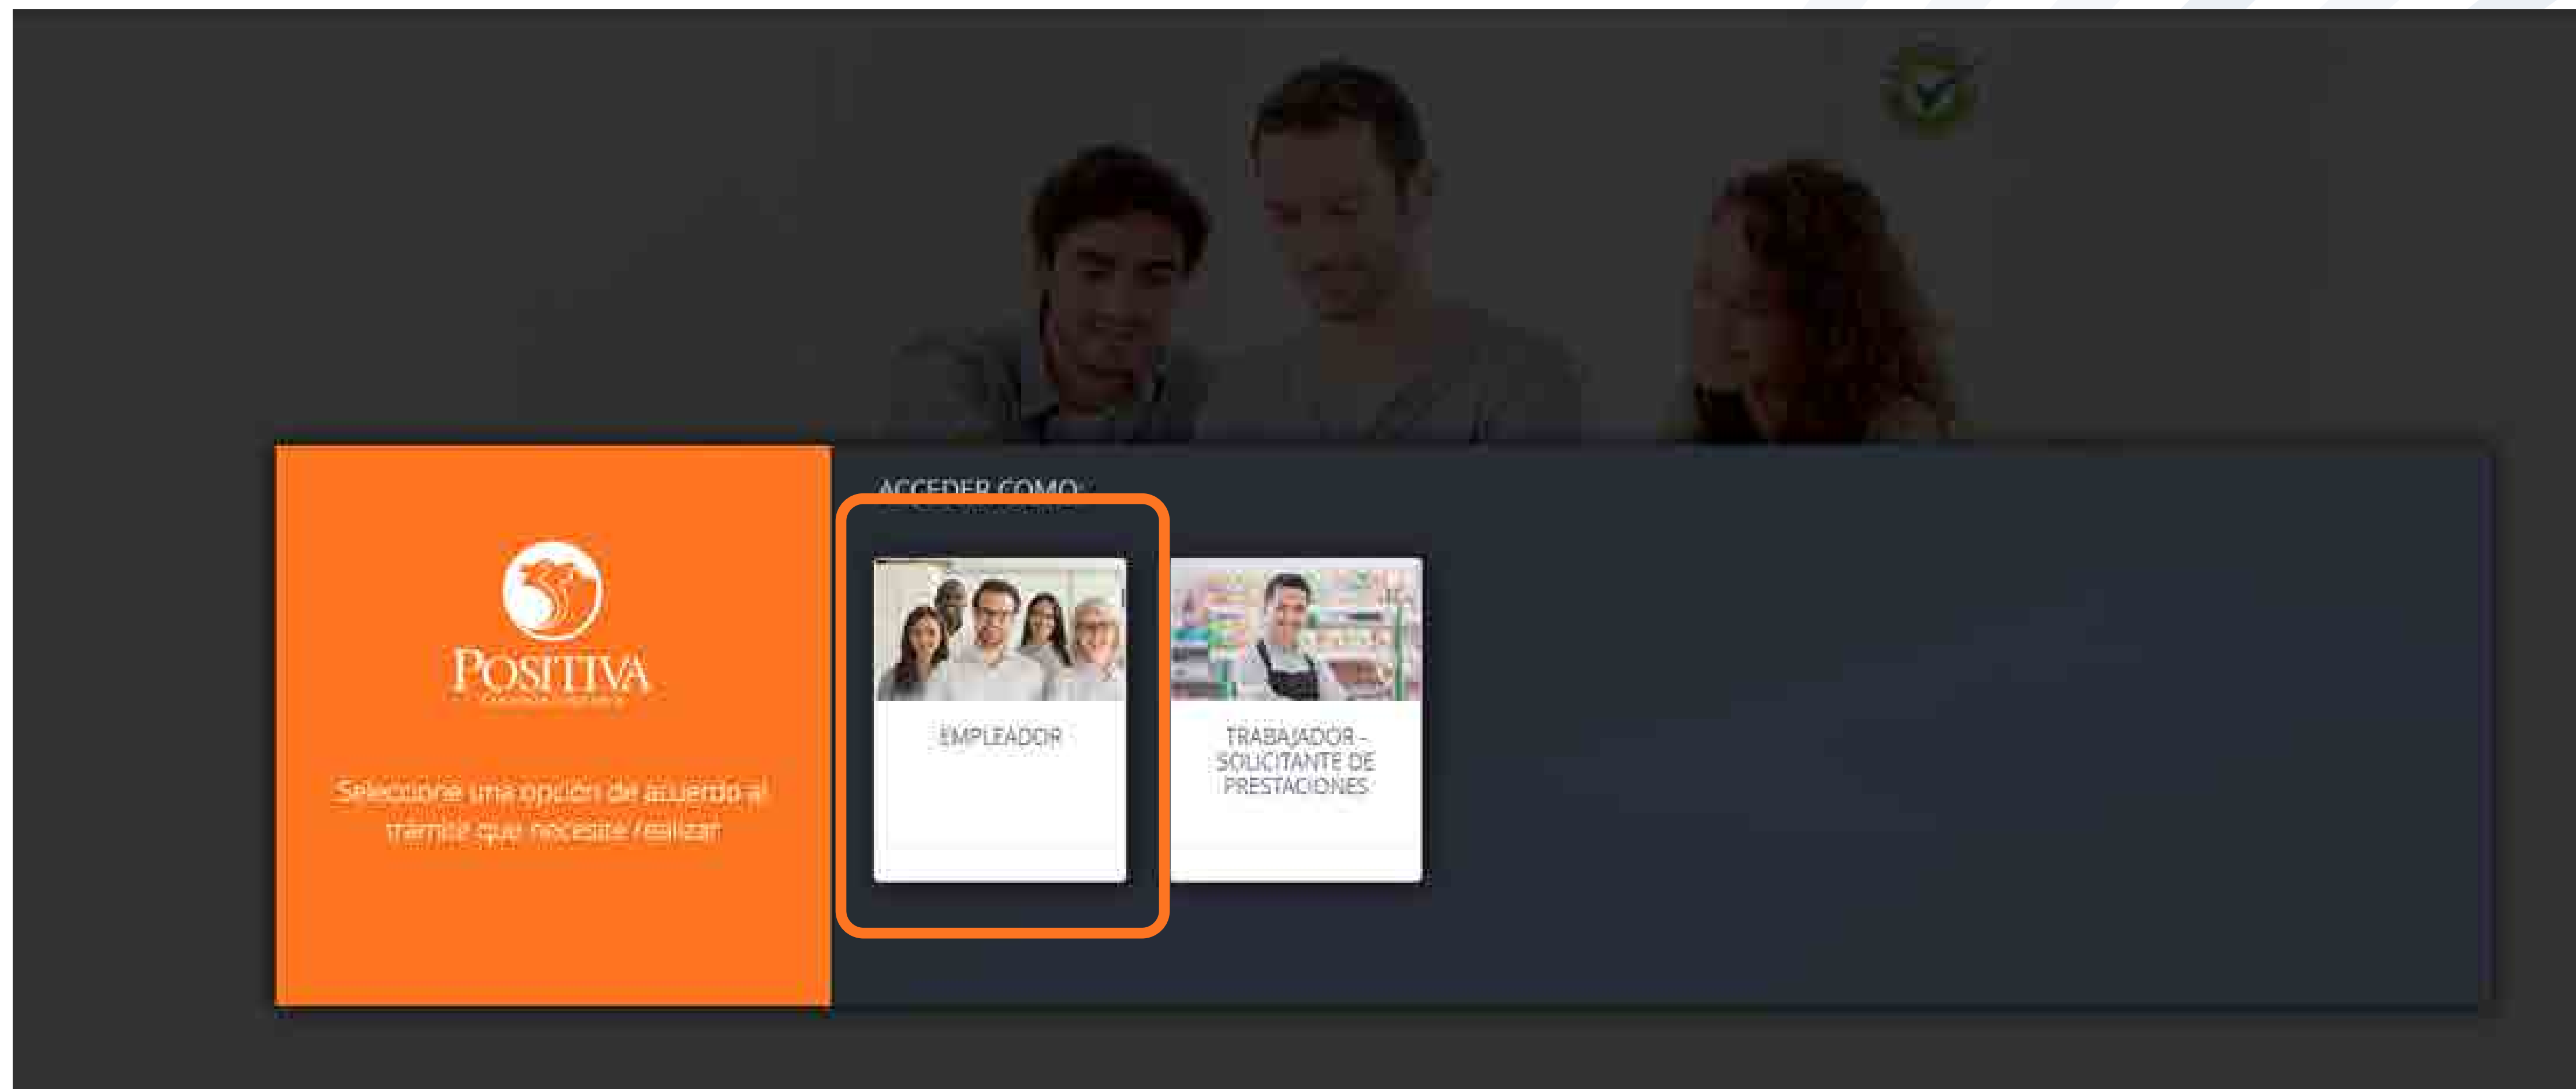 ACCEDER COMO:
POSITIVA
Seleccione una opción de acuerdo al
trámite que necesite realizar
EMPLEADOR
TRABAJADOR -
SOLICITANTE DE
PRESTACIONES